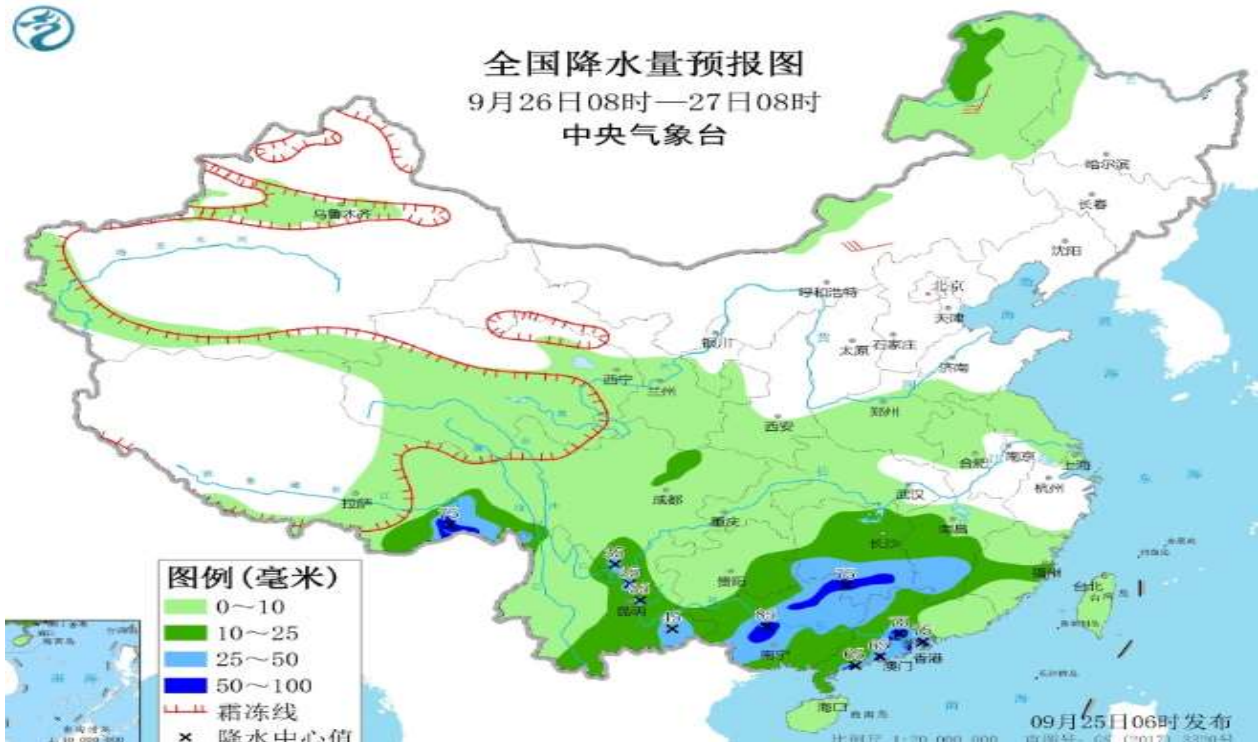 全国降水量预报图
9月26日08时—27日08时
中央气象台
哈尔滨
长春
沈阳
乌鲁木齐
呼和浩特
北京
天津
银川
太原
石家庄
济南
西宁
兰州
郑州
西安
合肥
南京
上海
成都
武汉
杭州
拉萨
重庆
南昌
长沙
贵阳
福州
台北
昆明
南宁
香港
澳门
海口
75
75
45
85
65
图例(毫米)
0～10
10～25
25～50
50～100
霜冻线
降水中心值
09月25日06时发布